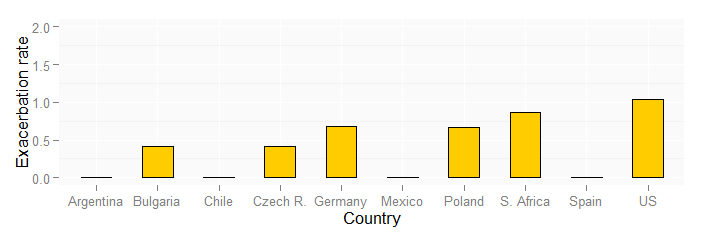 Exacerbation rate
2.0
1.5
1.0
0.5
0.0
Argentina Bulgaria Chile Czech R. Germany Mexico Poland S. Africa Spain US
Country